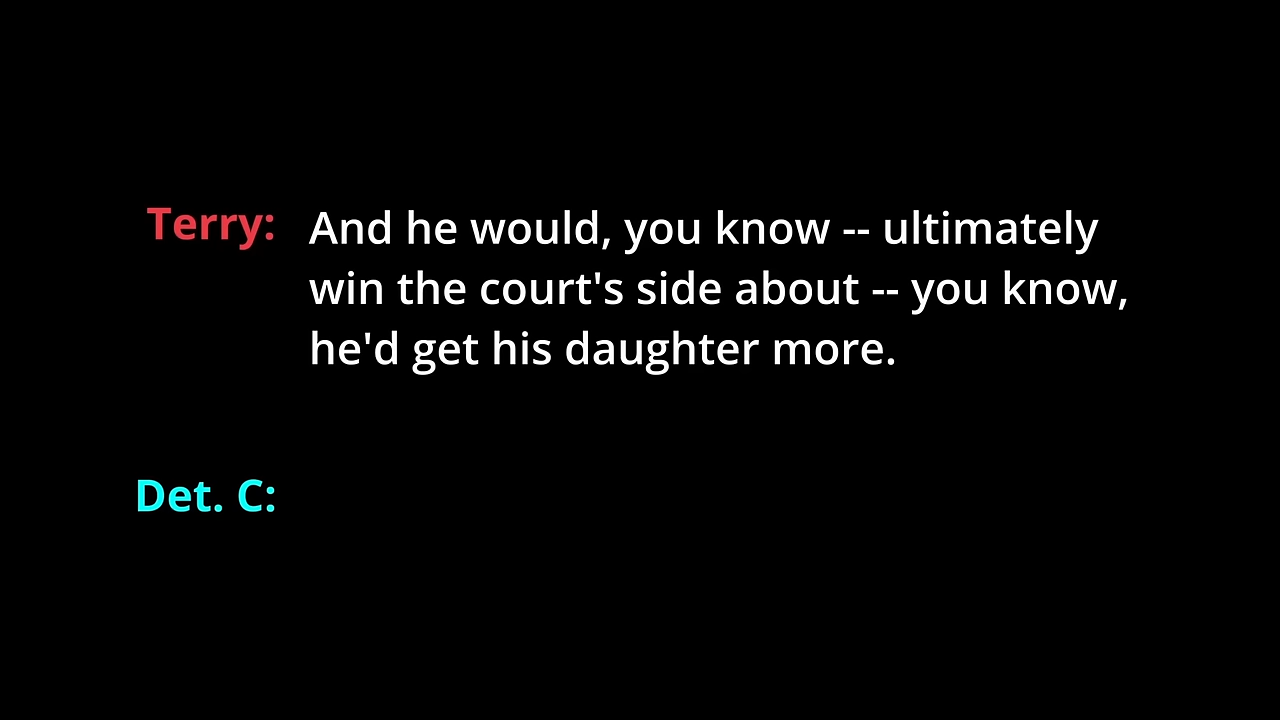 Terry: And he would, you know -- ultimately
win the court's side about -- you know,
he'd get his daughter more.
Det. C: